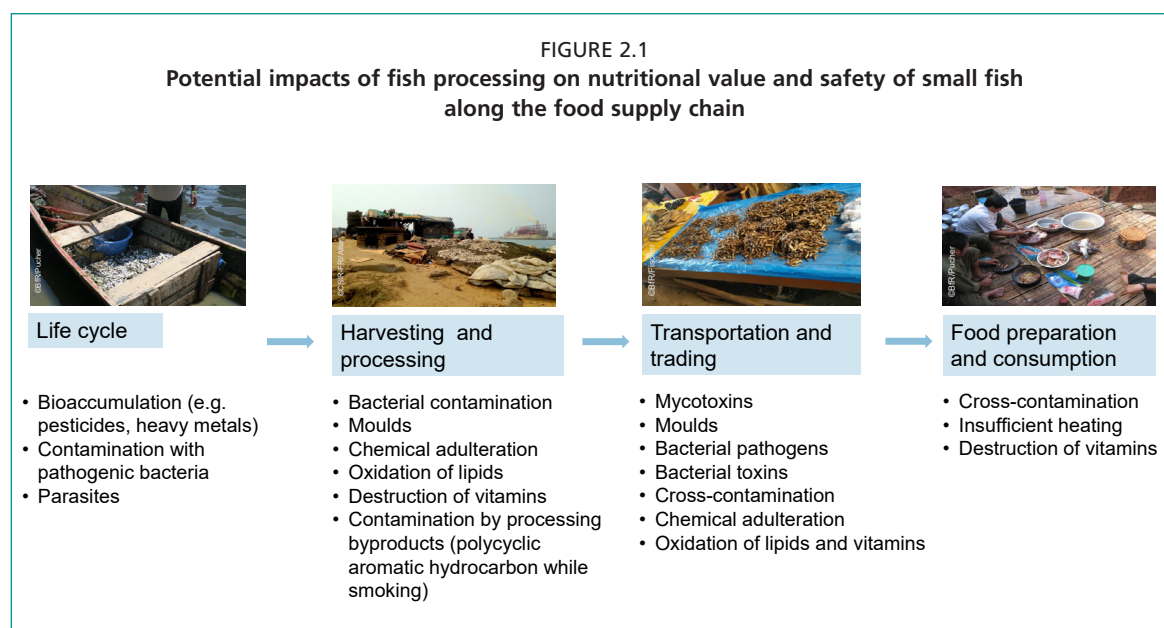 FIGURE 2.1
Potential impacts of fish processing on nutritional value and safety of small fish
along the food supply chain
©BfR/Pucher
©BfR/Pucher
Life cycle
Harvesting and
processing
Transportation and
trading
Food preparation
and consumption
• Bioaccumulation (e.g.
pesticides, heavy metals)
• Contamination with
pathogenic bacteria
• Parasites
• Bacterial contamination
• Moulds
• Chemical adulteration
• Oxidation of lipids
• Destruction of vitamins
• Contamination by processing
byproducts (polycyclic
aromatic hydrocarbon while
smoking)
• Mycotoxins
• Moulds
• Bacterial pathogens
• Bacterial toxins
• Cross-contamination
• Chemical adulteration
• Oxidation of lipids and vitamins
• Cross-contamination
• Insufficient heating
• Destruction of vitamins